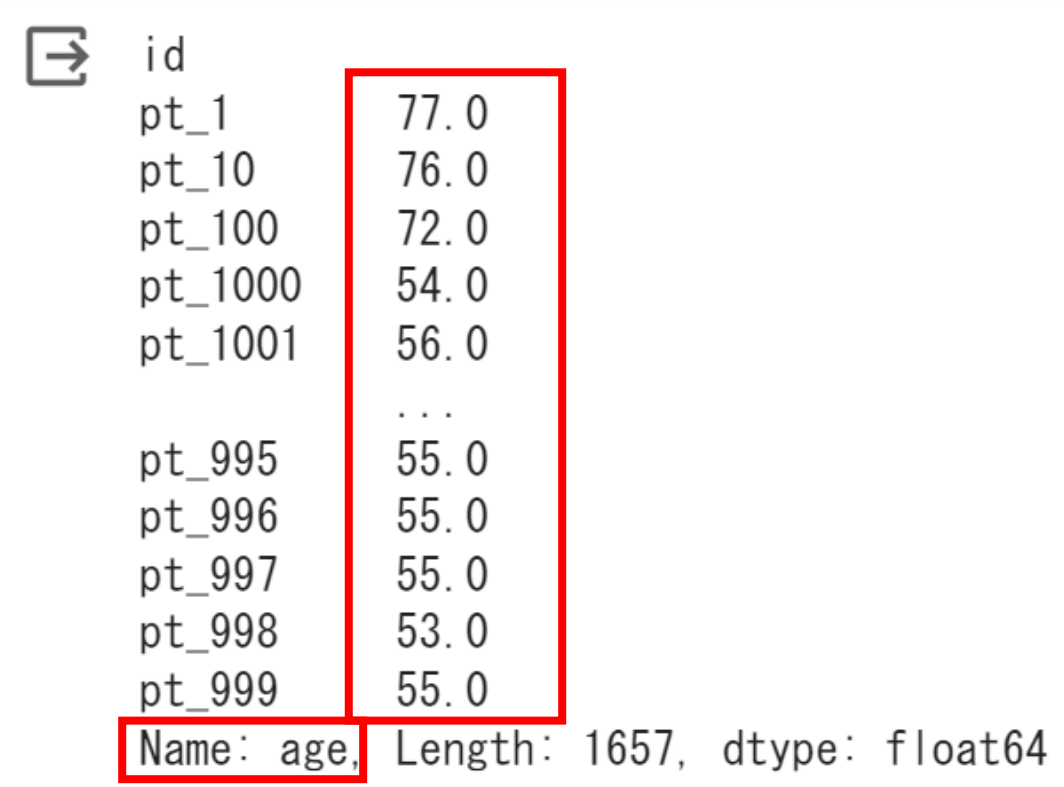 id
pt_1 77.0
pt_10 76.0
pt_100 72.0
pt_1000 54.0
pt_1001 56.0
...
pt_995 55.0
pt_996 55.0
pt_997 55.0
pt_998 53.0
pt_999 55.0
Name: age, Length: 1657, dtype: float64